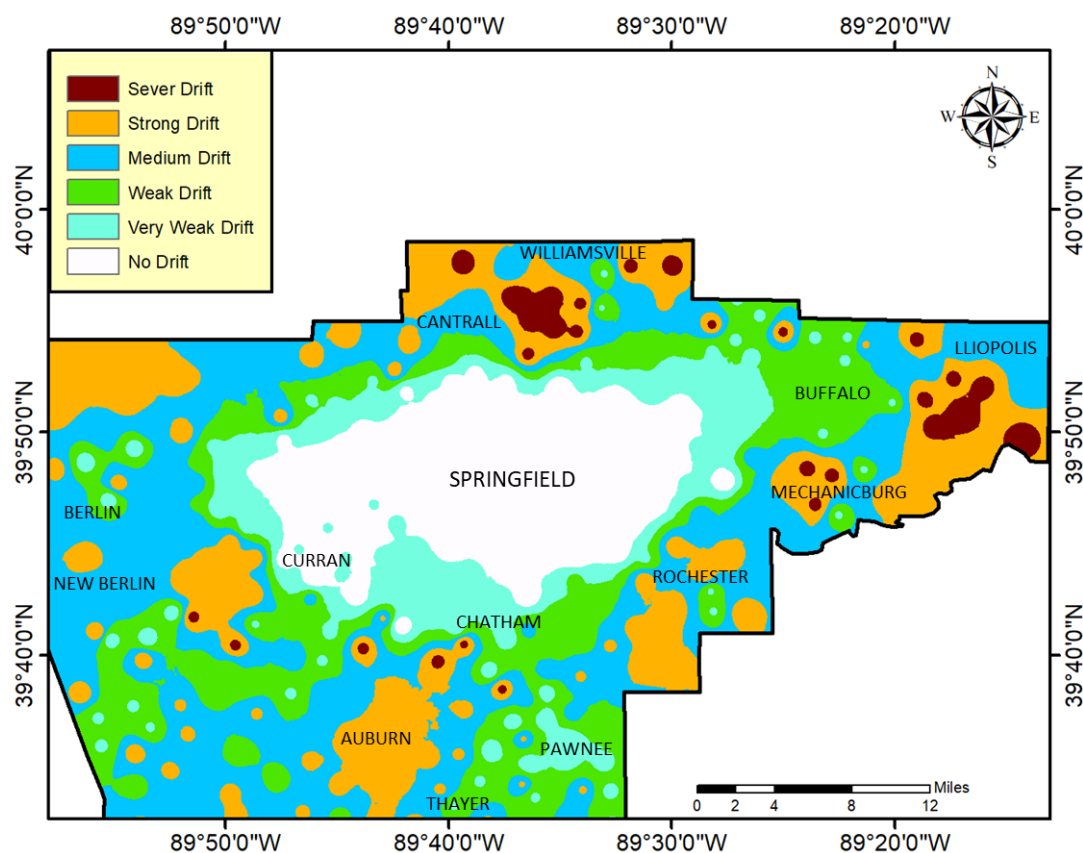 89°50'0"W 89°40'0"W 89°30'0"W 89°20'0"W
Sever Drift
Strong Drift
Medium Drift
Weak Drift
Very Weak Drift
No Drift
N
W E
S
40°0'0"N 40°0'0"N
WILLIAMSVILLE
CANTRALL
LLIOPOLIS
BUFFALO
39°50'0"N 39°50'0"N
SPRINGFIELD
MECHANICBURG
BERLIN
CURRAN
NEW BERLIN
ROCHESTER
CHATHAM
39°40'0"N 39°40'0"N
AUBURN
PAWNEE
THAYER
Miles
0 2 4 8 12
89°50'0"W 89°40'0"W 89°30'0"W 89°20'0"W